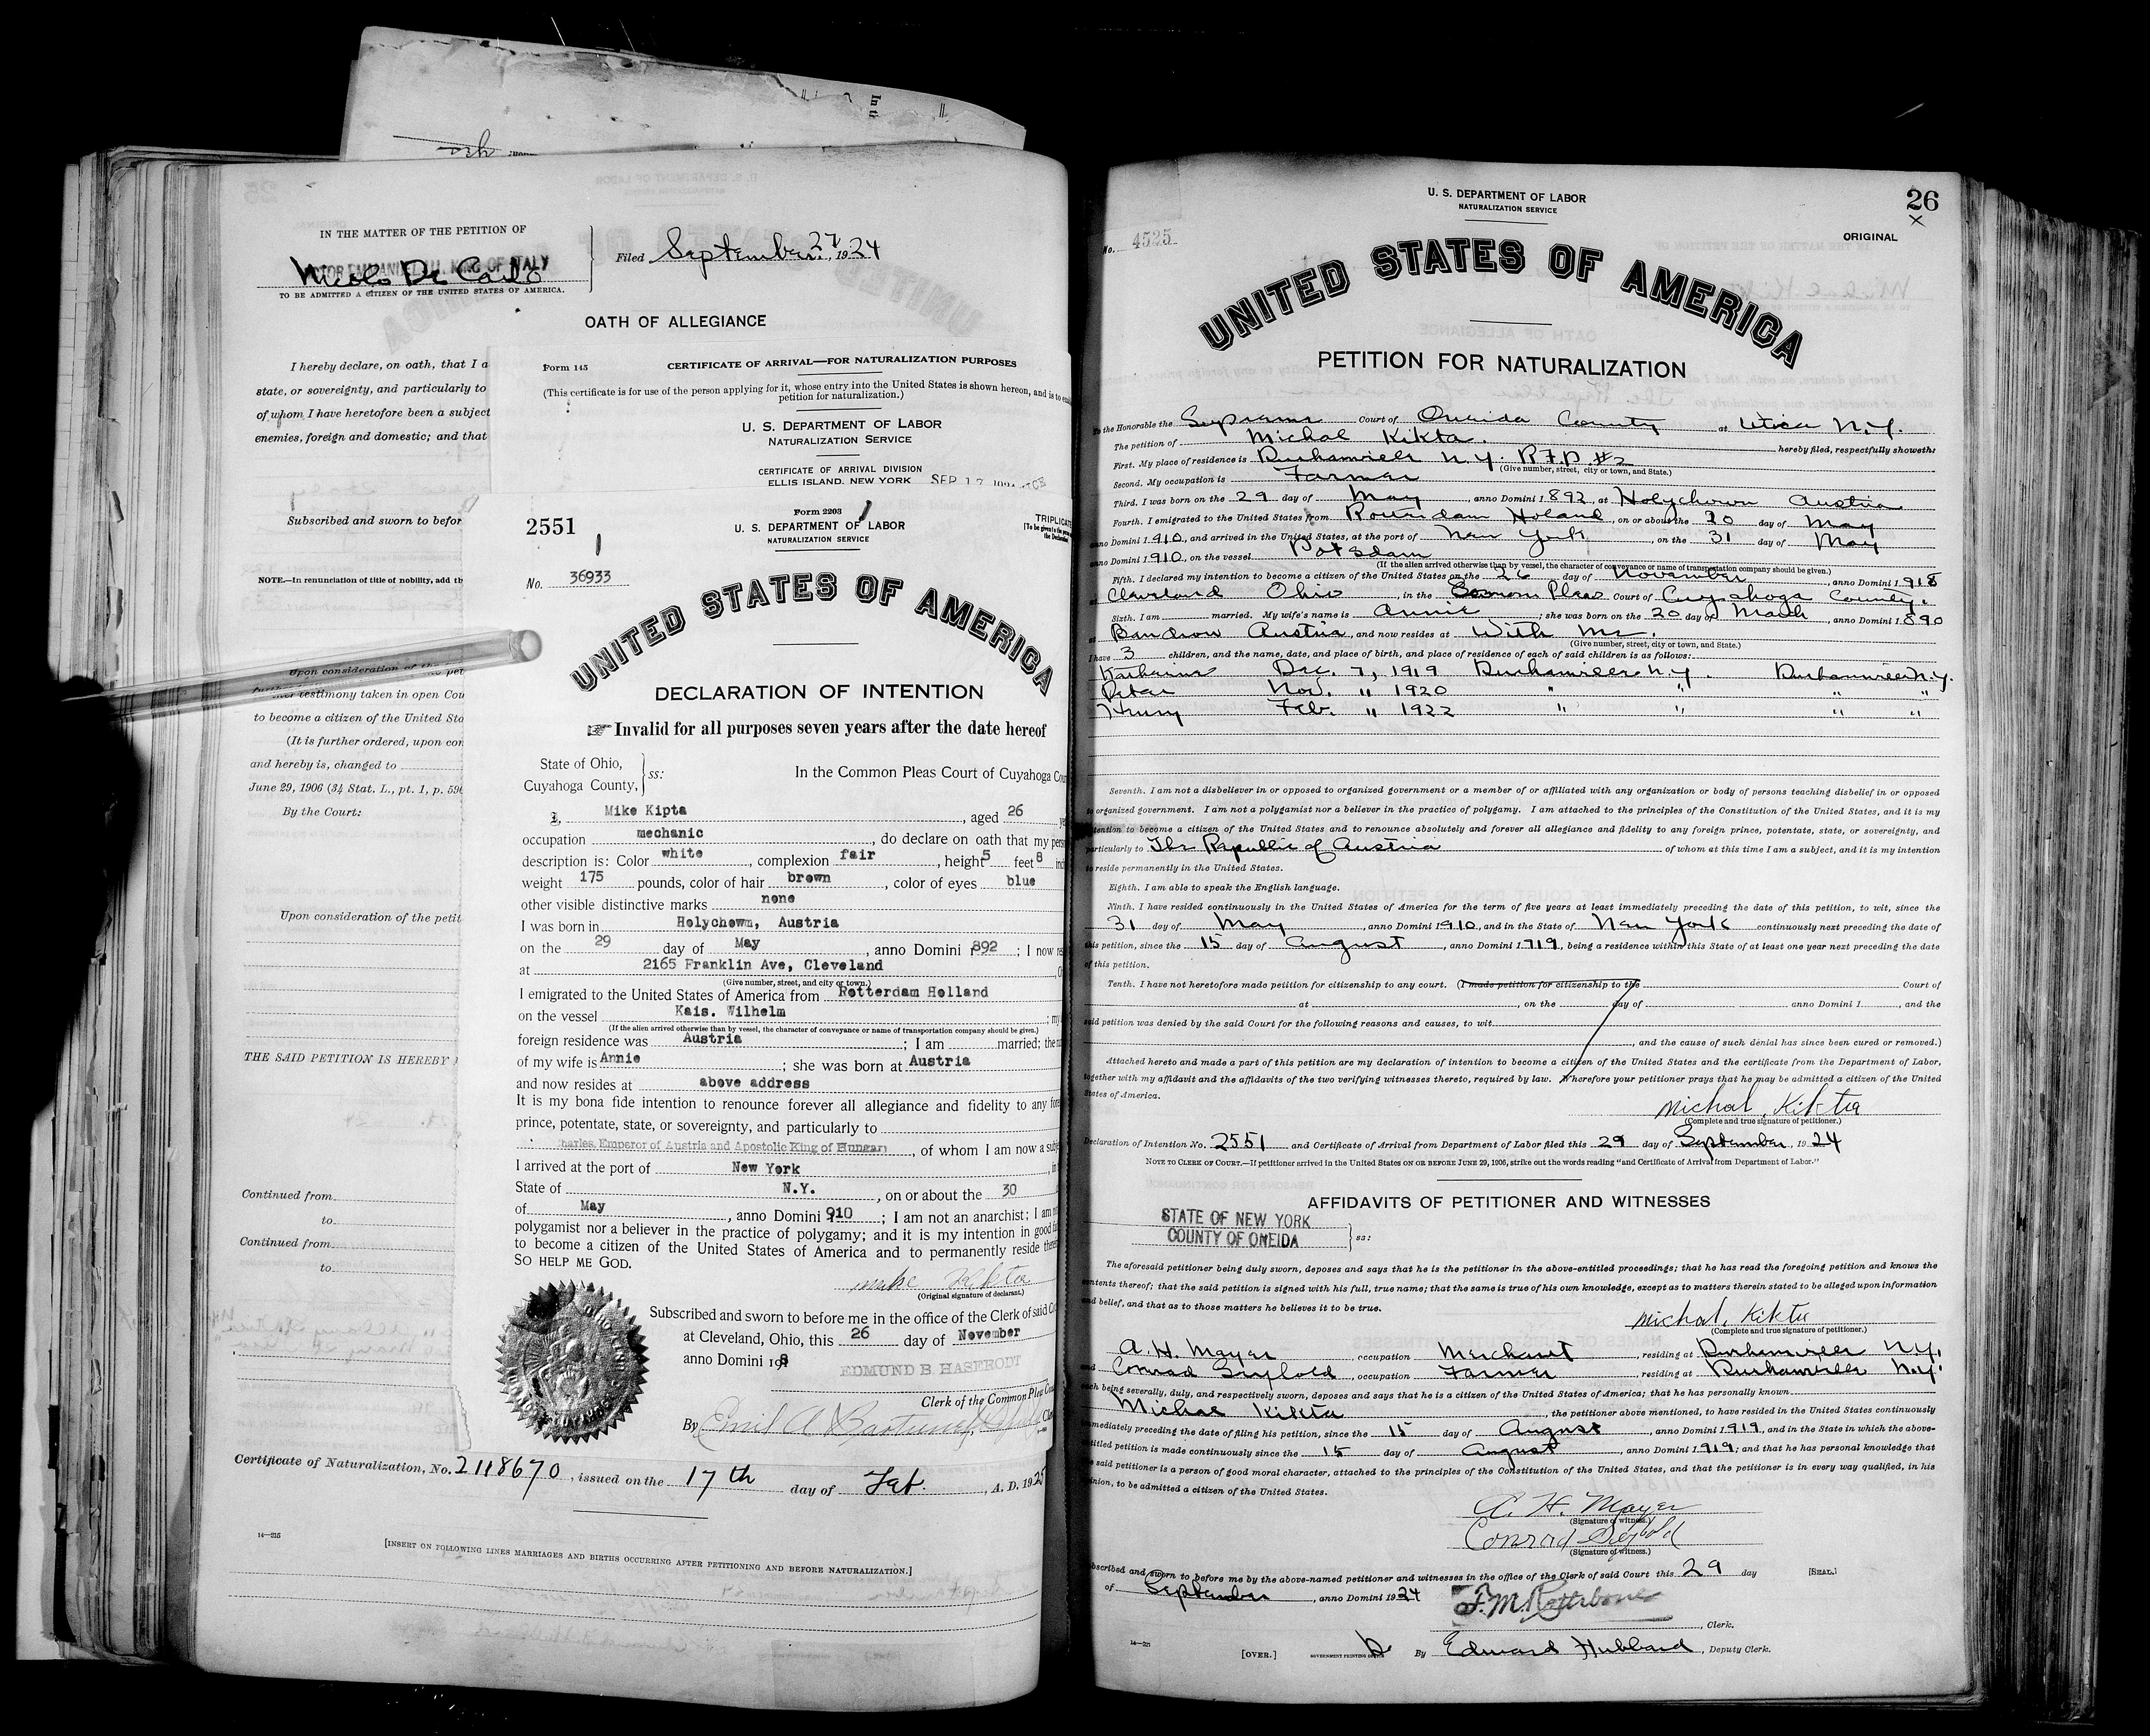 IN THE MATTER OF THE PETITION OF
VICTOR EMMANUEL III, KING OF ITALY
Nicolo De Carlo
TO BE ADMITTED A CITIZEN OF THE UNITED STATES OF AMERICA.
Filed September 27, 1924
OATH OF ALLEGIANCE
I hereby declare, on oath, that I a
state, or sovereignty, and particularly to
of whom I have heretofore been a subject
enemies, foreign and domestic; and that
Subscribed and sworn to befor
NOTE.—In renunciation of title of nobility, add th
Upon consideration of the pet
further testimony taken in open Cou
to become a citizen of the United Sta
(It is further ordered, upon con
and hereby is, changed to
June 29, 1906 (34 Stat. L., pt. 1, p. 596
By the Court:
Upon consideration of the petit
THE SAID PETITION IS HEREBY
Continued from
to
Continued from
to
Form 145
CERTIFICATE OF ARRIVAL—FOR NATURALIZATION PURPOSES
(This certificate is for use of the person applying for it, whose entry into the United States is shown hereon, and is to
petition for naturalization.)
U. S. DEPARTMENT OF LABOR
NATURALIZATION SERVICE
CERTIFICATE OF ARRIVAL DIVISION
ELLIS ISLAND, NEW YORK SEP 17
2551
Form 2203
U. S. DEPARTMENT OF LABOR
NATURALIZATION SERVICE
TRIPLICATE
[To be given to the
the Declarant
No. 36933
UNITED STATES OF AMERICA
DECLARATION OF INTENTION
☞ Invalid for all purposes seven years after the date hereof
State of Ohio,
Cuyahoga County, ss:
In the Common Pleas Court of Cuyahoga Cou
I, Mike Kipta, aged 26 ye
occupation mechanic, do declare on oath that my pers
description is: Color white, complexion fair, height 5 feet 8 inc
weight 175 pounds, color of hair brown, color of eyes blue
other visible distinctive marks none
I was born in Holychown, Austria
on the 29 day of May, anno Domini 1892; I now re
at 2165 Franklin Ave, Cleveland
(Give number, street, and city or town.)
I emigrated to the United States of America from Rotterdam Holland
on the vessel Kais. Wilhelm; my
(If the alien arrived otherwise than by vessel, the character of conveyance or name of transportation company should be given.)
foreign residence was Austria; I am married; the
of my wife is Annie; she was born at Austria
and now resides at above address
It is my bona fide intention to renounce forever all allegiance and fidelity to any fore
prince, potentate, state, or sovereignty, and particularly to
Charles, Emperor of Austria and Apostolic King of Hungary, of whom I am now a subje
I arrived at the port of New York, in
State of N.Y., on or about the 30
of May, anno Domini 1910; I am not an anarchist; I am no
polygamist nor a believer in the practice of polygamy; and it is my intention in good fa
to become a citizen of the United States of America and to permanently reside there
SO HELP ME GOD.
Mike Kikta
(Original signature of declarant.)
Subscribed and sworn to before me in the office of the Clerk of said Co
at Cleveland, Ohio, this 26 day of November
anno Domini 1918
EDMUND B HASERODT
Clerk of the Common Pleas Cou
By Emil A Bartunek, Deputy Cle
Certificate of Naturalization, No. 2118670, issued on the 17th day of Feb., A. D. 1925
14—215
[INSERT ON FOLLOWING LINES MARRIAGES AND BIRTHS OCCURRING AFTER PETITIONING AND BEFORE NATURALIZATION.]
26
x
U. S. DEPARTMENT OF LABOR
NATURALIZATION SERVICE
ORIGINAL
No. 4525
UNITED STATES OF AMERICA
PETITION FOR NATURALIZATION
To the Honorable the Supreme Court of Oneida County at Utica N.Y.
The petition of Michal Kikta. hereby filed, respectfully showeth:
First. My place of residence is Durhamville N.Y. R.F.D. #2
(Give number, street, city or town, and State.)
Second. My occupation is Farmer
Third. I was born on the 29 day of May, anno Domini 1892, at Holychown Austria
Fourth. I emigrated to the United States from Rotterdam Holand, on or about the 20 day of May
anno Domini 1910, and arrived in the United States, at the port of New York, on the 31 day of May
anno Domini 1910, on the vessel Potsdam
(If the alien arrived otherwise than by vessel, the character of conveyance or name of transportation company should be given.)
Fifth. I declared my intention to become a citizen of the United States on the 26 day of November, anno Domini 1918
at Cleveland Ohio, in the Common Pleas Court of Cuyahoga County.
Sixth. I am married. My wife's name is Annie; she was born on the 20 day of March, anno Domini 1890
at Bandrow Austria, and now resides at With Me.
(Give number, street, city or town, and State.)
I have 3 children, and the name, date, and place of birth, and place of residence of each of said children is as follows:
Katherine Dec. 7, 1919 Durhamville N.Y. Durhamville N.Y.
Peter Nov. " 1920 " " " "
Henry Feb. " 1922 " " " "
Seventh. I am not a disbeliever in or opposed to organized government or a member of or affiliated with any organization or body of persons teaching disbelief in or opposed
to organized government. I am not a polygamist nor a believer in the practice of polygamy. I am attached to the principles of the Constitution of the United States, and it is my
intention to become a citizen of the United States and to renounce absolutely and forever all allegiance and fidelity to any foreign prince, potentate, state, or sovereignty, and
particularly to The Republic of Austria of whom at this time I am a subject, and it is my intention
to reside permanently in the United States.
Eighth. I am able to speak the English language.
Ninth. I have resided continuously in the United States of America for the term of five years at least immediately preceding the date of this petition, to wit, since the
31 day of May, anno Domini 1910, and in the State of New York continuously next preceding the date of
this petition, since the 15 day of August, anno Domini 1919, being a residence within this State of at least one year next preceding the date
of this petition.
Tenth. I have not heretofore made petition for citizenship to any court. (I made petition for citizenship to the Court of
at, on the day of anno Domini 1, and the
said petition was denied by the said Court for the following reasons and causes, to wit
, and the cause of such denial has since been cured or removed.)
Attached hereto and made a part of this petition are my declaration of intention to become a citizen of the United States and the certificate from the Department of Labor,
together with my affidavit and the affidavits of the two verifying witnesses thereto, required by law. Wherefore your petitioner prays that he may be admitted a citizen of the United
States of America.
Michal, Kikta
(Complete and true signature of petitioner.)
Declaration of Intention No. 2551 and Certificate of Arrival from Department of Labor filed this 29 day of September, 1924
NOTE TO CLERK OF COURT.—If petitioner arrived in the United States ON OR BEFORE JUNE 29, 1906, strike out the words reading "and Certificate of Arrival from Department of Labor."
AFFIDAVITS OF PETITIONER AND WITNESSES
STATE OF NEW YORK
COUNTY OF ONEIDA ss:
The aforesaid petitioner being duly sworn, deposes and says that he is the petitioner in the above-entitled proceedings; that he has read the foregoing petition and knows the
contents thereof; that the said petition is signed with his full, true name; that the same is true of his own knowledge, except as to matters therein stated to be alleged upon information
and belief, and that as to those matters he believes it to be true.
Michal, Kikta
(Complete and true signature of petitioner.)
A. H. Mayer, occupation Merchant, residing at Durhamville N.Y.
and Conrad Seybold, occupation Farmer, residing at Durhamville N.Y.
each being severally, duly, and respectively sworn, deposes and says that he is a citizen of the United States of America; that he has personally known
Michal Kikta, the petitioner above mentioned, to have resided in the United States continuously
immediately preceding the date of filing his petition, since the 15 day of August, anno Domini 1919, and in the State in which the above-
entitled petition is made continuously since the 15 day of August, anno Domini 1919; and that he has personal knowledge that
the said petitioner is a person of good moral character, attached to the principles of the Constitution of the United States, and that the petitioner is in every way qualified, in his
opinion, to be admitted a citizen of the United States.
A. H. Mayer
(Signature of witness.)
Conrad Seybold
(Signature of witness.)
Subscribed and sworn to before me by the above-named petitioner and witnesses in the office of the Clerk of said Court this 29 day
of September, anno Domini 1924
[SEAL.]
F. M. Rathbone, Clerk.
By Edward Hubbard, Deputy Clerk.
[OVER.]
GOVERNMENT PRINTING OFFICE